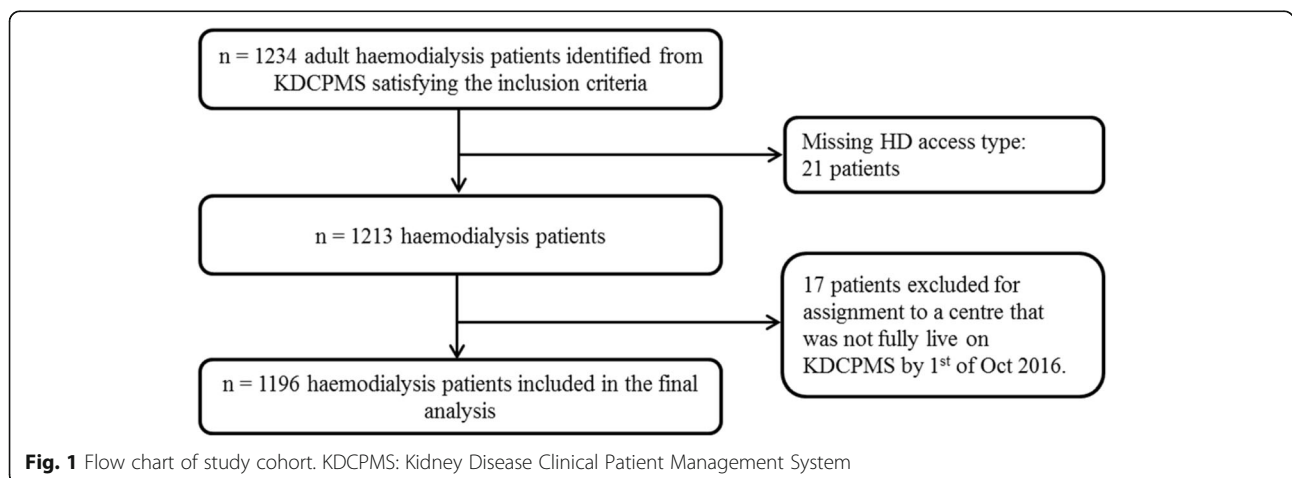 n = 1234 adult haemodialysis patients identified from
KDCPMS satisfying the inclusion criteria
Missing HD access type:
21 patients
n = 1213 haemodialysis patients
17 patients excluded for
assignment to a centre that
was not fully live on
KDCPMS by 1st of Oct 2016.
n = 1196 haemodialysis patients included in the final
analysis
Fig. 1 Flow chart of study cohort. KDCPMS: Kidney Disease Clinical Patient Management System